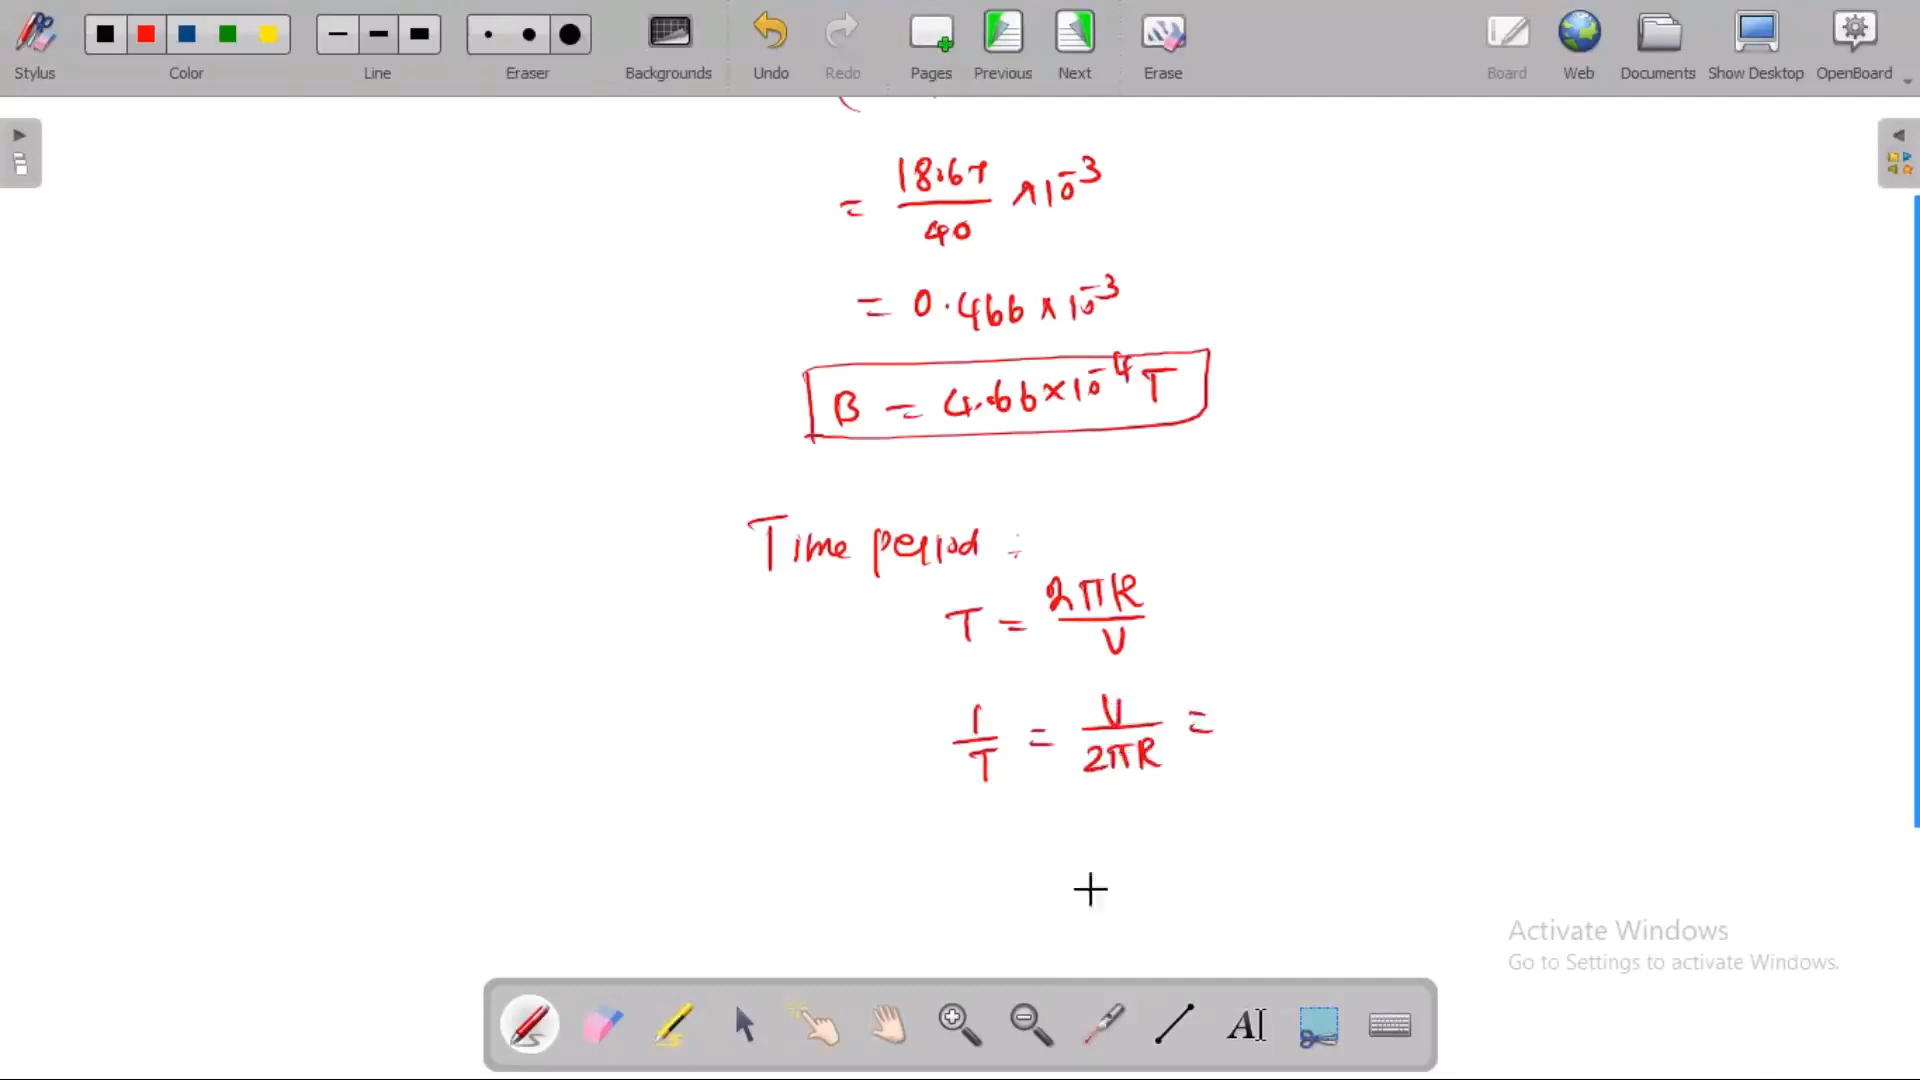 Stylus Color Line Eraser Backgrounds Undo Redo Pages Previous Next Erase Board Web Documents Show Desktop OpenBoard
= 18.67/40 × 10⁻³
= 0.466 × 10⁻³
B = 4.66 × 10⁻⁴ T
Time period :
T = 2πR/V
1/T = V/2πR =
Activate Windows
Go to Settings to activate Windows.